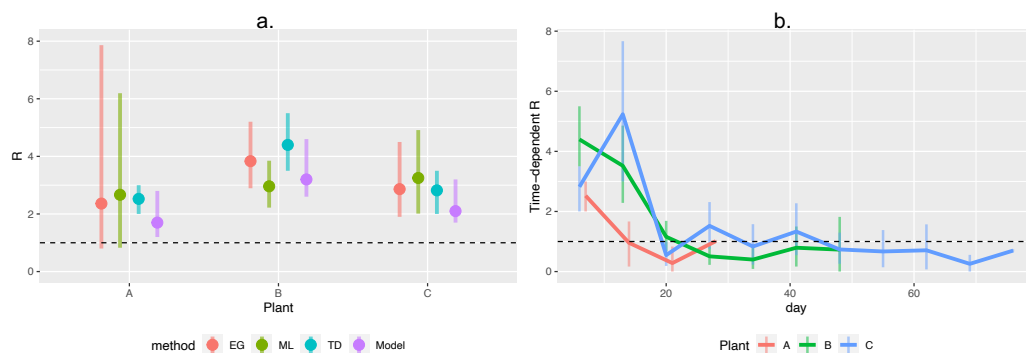 a.
8
6
4
2
0
R
A
B
C
Plant
method
EG
ML
TD
Model
b.
8
6
4
2
0
Time-dependent R
20
40
60
day
Plant
A
B
C